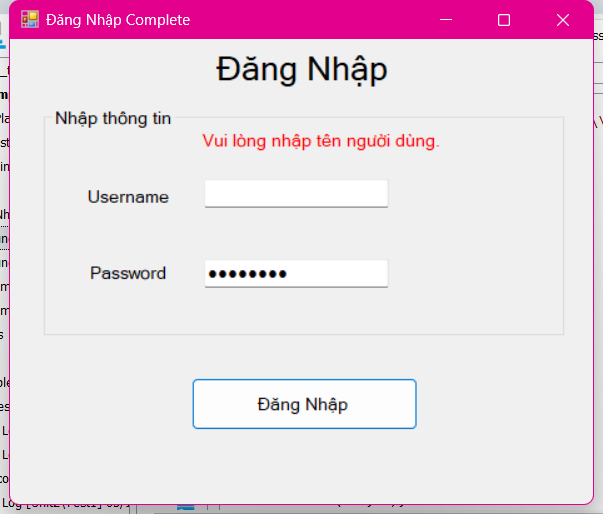 Đăng Nhập Complete
Đăng Nhập
Nhập thông tin
Vui lòng nhập tên người dùng.
Username
Password
Đăng Nhập